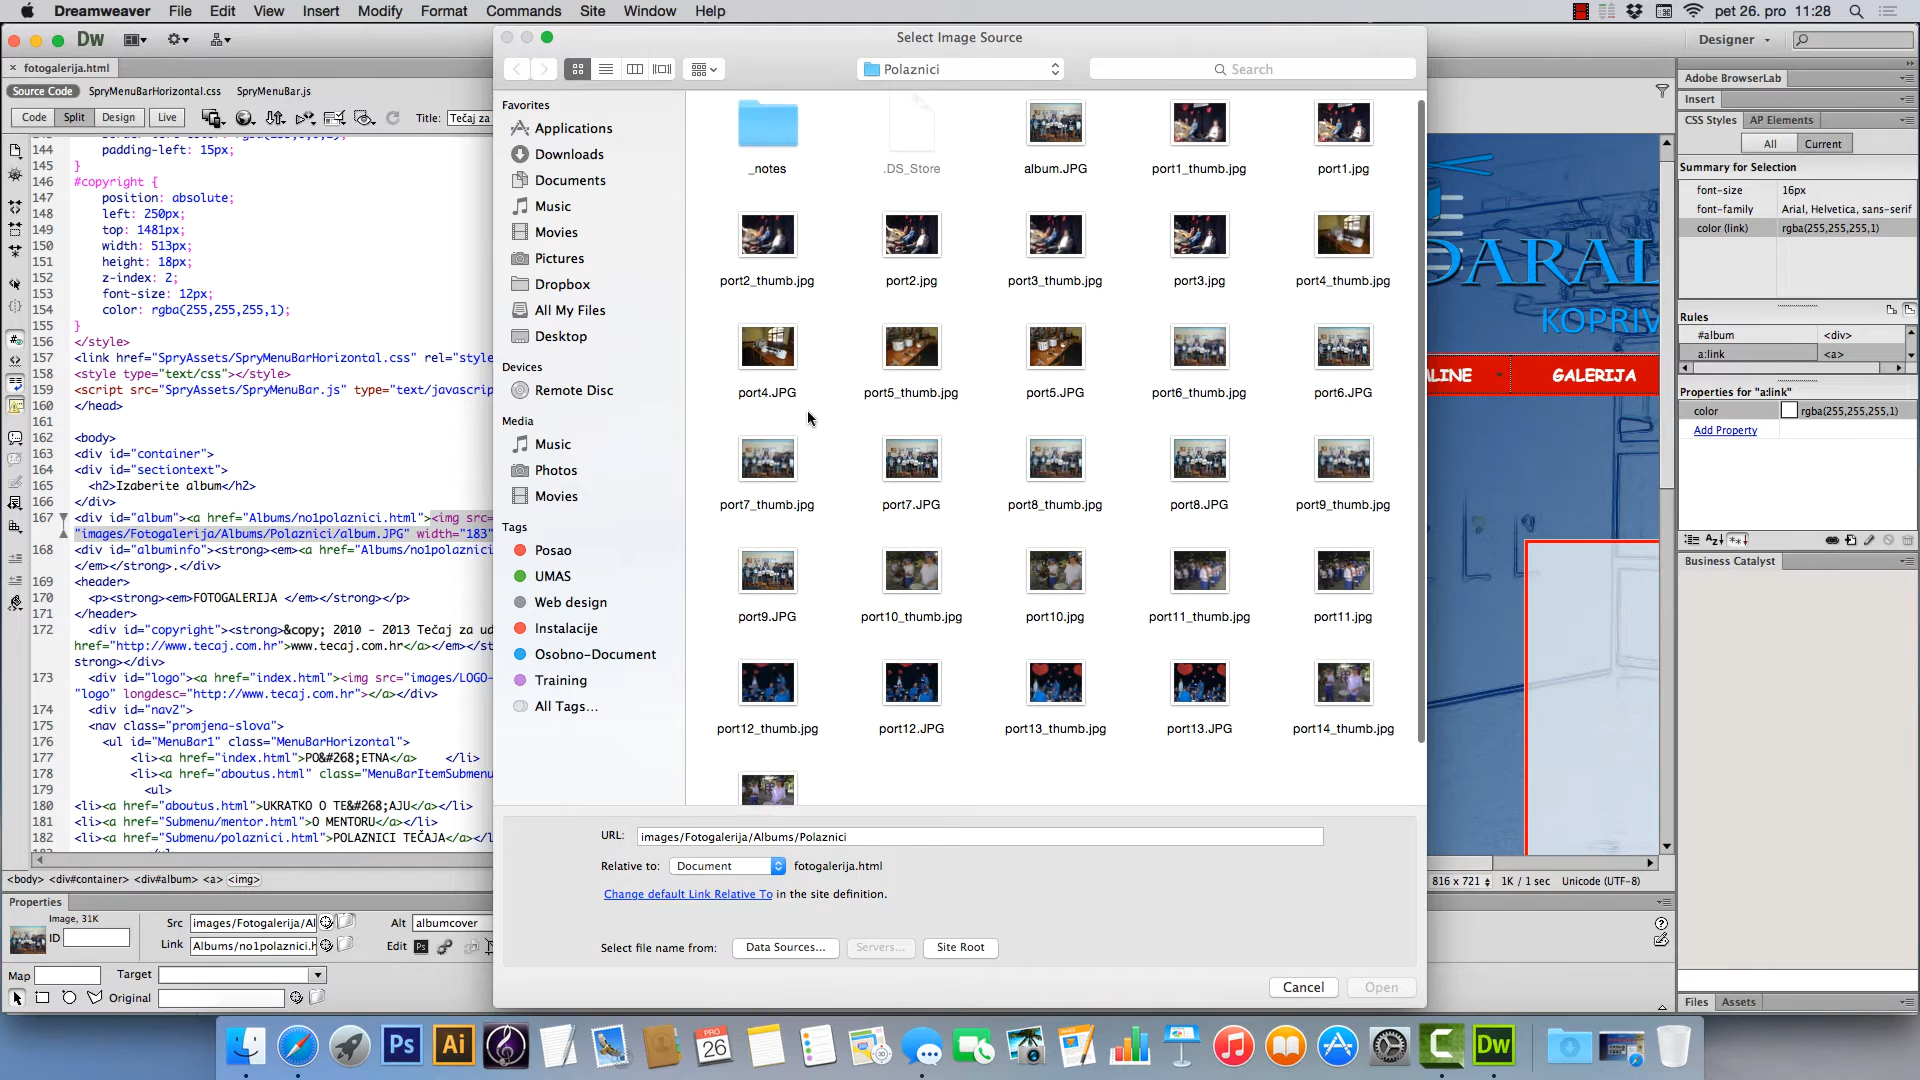 Dreamweaver File Edit View Insert Modify Format Commands Site Window Help
pet 26. pro 11:28
Dw
Designer
fotogalerija.html
Source Code SpryMenuBarHorizontal.css SpryMenuBar.js
Code Split Design Live
Title: Tečaj za
144 padding-left: 15px;
145 }
146 #copyright {
147 position: absolute;
148 left: 250px;
149 top: 1481px;
150 width: 513px;
151 height: 18px;
152 z-index: 2;
153 font-size: 12px;
154 color: rgba(255,255,255,1);
155 }
156 </style>
157 <link href="SpryAssets/SpryMenuBarHorizontal.css" rel="style
158 <style type="text/css"></style>
159 <script src="SpryAssets/SpryMenuBar.js" type="text/javascrip
160 </head>
161
162 <body>
163 <div id="container">
164 <div id="sectiontext">
165 <h2>Izaberite album</h2>
166 </div>
167 <div id="album"><a href="Albums/no1polaznici.html"><img src=
"images/Fotogalerija/Albums/Polaznici/album.JPG" width="183"
168 <div id="albuminfo"><strong><em><a href="Albums/no1polaznici
</em></strong>.</div>
169 <header>
170 <p><strong><em>FOTOGALERIJA </em></strong></p>
171 </header>
172 <div id="copyright"><strong>&copy; 2010 - 2013 Tečaj za ud
href="http://www.tecaj.com.hr">www.tecaj.com.hr</a></em></st
strong></div>
173 <div id="logo"><a href="index.html"><img src="images/LOGO-
"logo" longdesc="http://www.tecaj.com.hr"></a></div>
174 <div id="nav2">
175 <nav class="promjena-slova">
176 <ul id="MenuBar1" class="MenuBarHorizontal">
177 <li><a href="index.html">PO&#268;ETNA</a> </li>
178 <li><a href="aboutus.html" class="MenuBarItemSubmenu
179 <ul>
180 <li><a href="aboutus.html">UKRATKO O TE&#268;AJU</a></li>
181 <li><a href="Submenu/mentor.html">O MENTORU</a></li>
182 <li><a href="Submenu/polaznici.html">POLAZNICI TEČAJA</a></l
<body> <div#container> <div#album> <a> <img>
Properties
Image, 31K
ID
Src images/Fotogalerija/Al
Alt albumcover
Link Albums/no1polaznici.h
Edit Ps
Map
Target
Original
Select Image Source
Polaznici
Search
Favorites
Applications
Downloads
Documents
Music
Movies
Pictures
Dropbox
All My Files
Desktop
Devices
Remote Disc
Media
Music
Photos
Movies
Tags
Posao
UMAS
Web design
Instalacije
Osobno-Document
Training
All Tags...
_notes .DS_Store album.JPG port1_thumb.jpg port1.jpg
port2_thumb.jpg port2.jpg port3_thumb.jpg port3.jpg port4_thumb.jpg
port4.JPG port5_thumb.jpg port5.JPG port6_thumb.jpg port6.JPG
port7_thumb.jpg port7.JPG port8_thumb.jpg port8.JPG port9_thumb.jpg
port9.JPG port10_thumb.jpg port10.jpg port11_thumb.jpg port11.jpg
port12_thumb.jpg port12.JPG port13_thumb.jpg port13.JPG port14_thumb.jpg
URL: images/Fotogalerija/Albums/Polaznici
Relative to: Document fotogalerija.html
Change default Link Relative To in the site definition.
Select file name from: Data Sources... Servers... Site Root
Cancel Open
DARAL
KOPRIV
LINE GALERIJA
816 x 721 1K / 1 sec Unicode (UTF-8)
Adobe BrowserLab
Insert
CSS Styles AP Elements
All Current
Summary for Selection
font-size 16px
font-family Arial, Helvetica, sans-serif
color (link) rgba(255,255,255,1)
Rules
#album <div>
a:link <a>
Properties for "a:link"
color rgba(255,255,255,1)
Add Property
Business Catalyst
Files Assets
Ps Ai PRO 26 C Dw